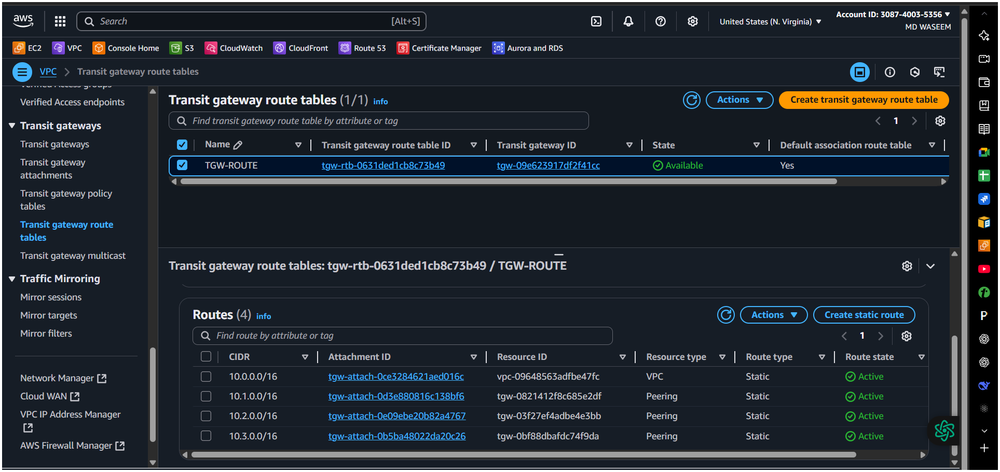 aws
Search [Alt+S]
United States (N. Virginia)
Account ID: 3087-4003-5356
MD WASEEM
EC2 VPC Console Home S3 CloudWatch CloudFront Route 53 Certificate Manager Aurora and RDS
VPC Transit gateway route tables
Verified Access groups
Verified Access endpoints
Transit gateways
Transit gateways
Transit gateway
attachments
Transit gateway policy
tables
Transit gateway route
tables
Transit gateway multicast
Traffic Mirroring
Mirror sessions
Mirror targets
Mirror filters
Network Manager
Cloud WAN
VPC IP Address Manager
AWS Firewall Manager
Transit gateway route tables (1/1) info
Actions
Create transit gateway route table
Find transit gateway route table by attribute or tag
1
Name Transit gateway route table ID Transit gateway ID State Default association route table
TGW-ROUTE tgw-rtb-0631ded1cb8c73b49 tgw-09e623917df2f41cc Available Yes
Transit gateway route tables: tgw-rtb-0631ded1cb8c73b49 / TGW-ROUTE
Routes (4) info
Actions
Create static route
Find route by attribute or tag
1
CIDR Attachment ID Resource ID Resource type Route type Route state
10.0.0.0/16 tgw-attach-0ce3284621aed016c vpc-09648563adfbe47fc VPC Static Active
10.1.0.0/16 tgw-attach-0d3e880816c138bf6 tgw-0821412f8c685e2df Peering Static Active
10.2.0.0/16 tgw-attach-0e09ebe20b82a4767 tgw-03f27ef4adbe4e3bb Peering Static Active
10.3.0.0/16 tgw-attach-0b5ba48022da20c26 tgw-0bf88dbafdc74f9da Peering Static Active
P